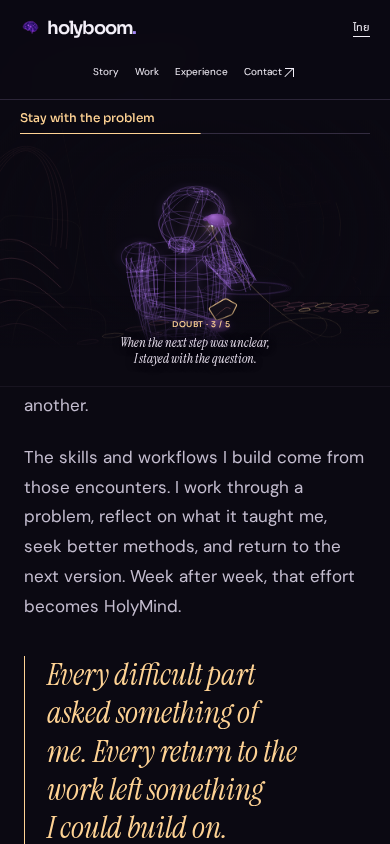 holyboom.
ไทย
Story Work Experience Contact
Stay with the problem
DOUBT · 3 / 5
When the next step was unclear,
I stayed with the question.
another.
The skills and workflows I build come from
those encounters. I work through a
problem, reflect on what it taught me,
seek better methods, and return to the
next version. Week after week, that effort
becomes HolyMind.
Every difficult part
asked something of
me. Every return to the
work left something
I could build on.